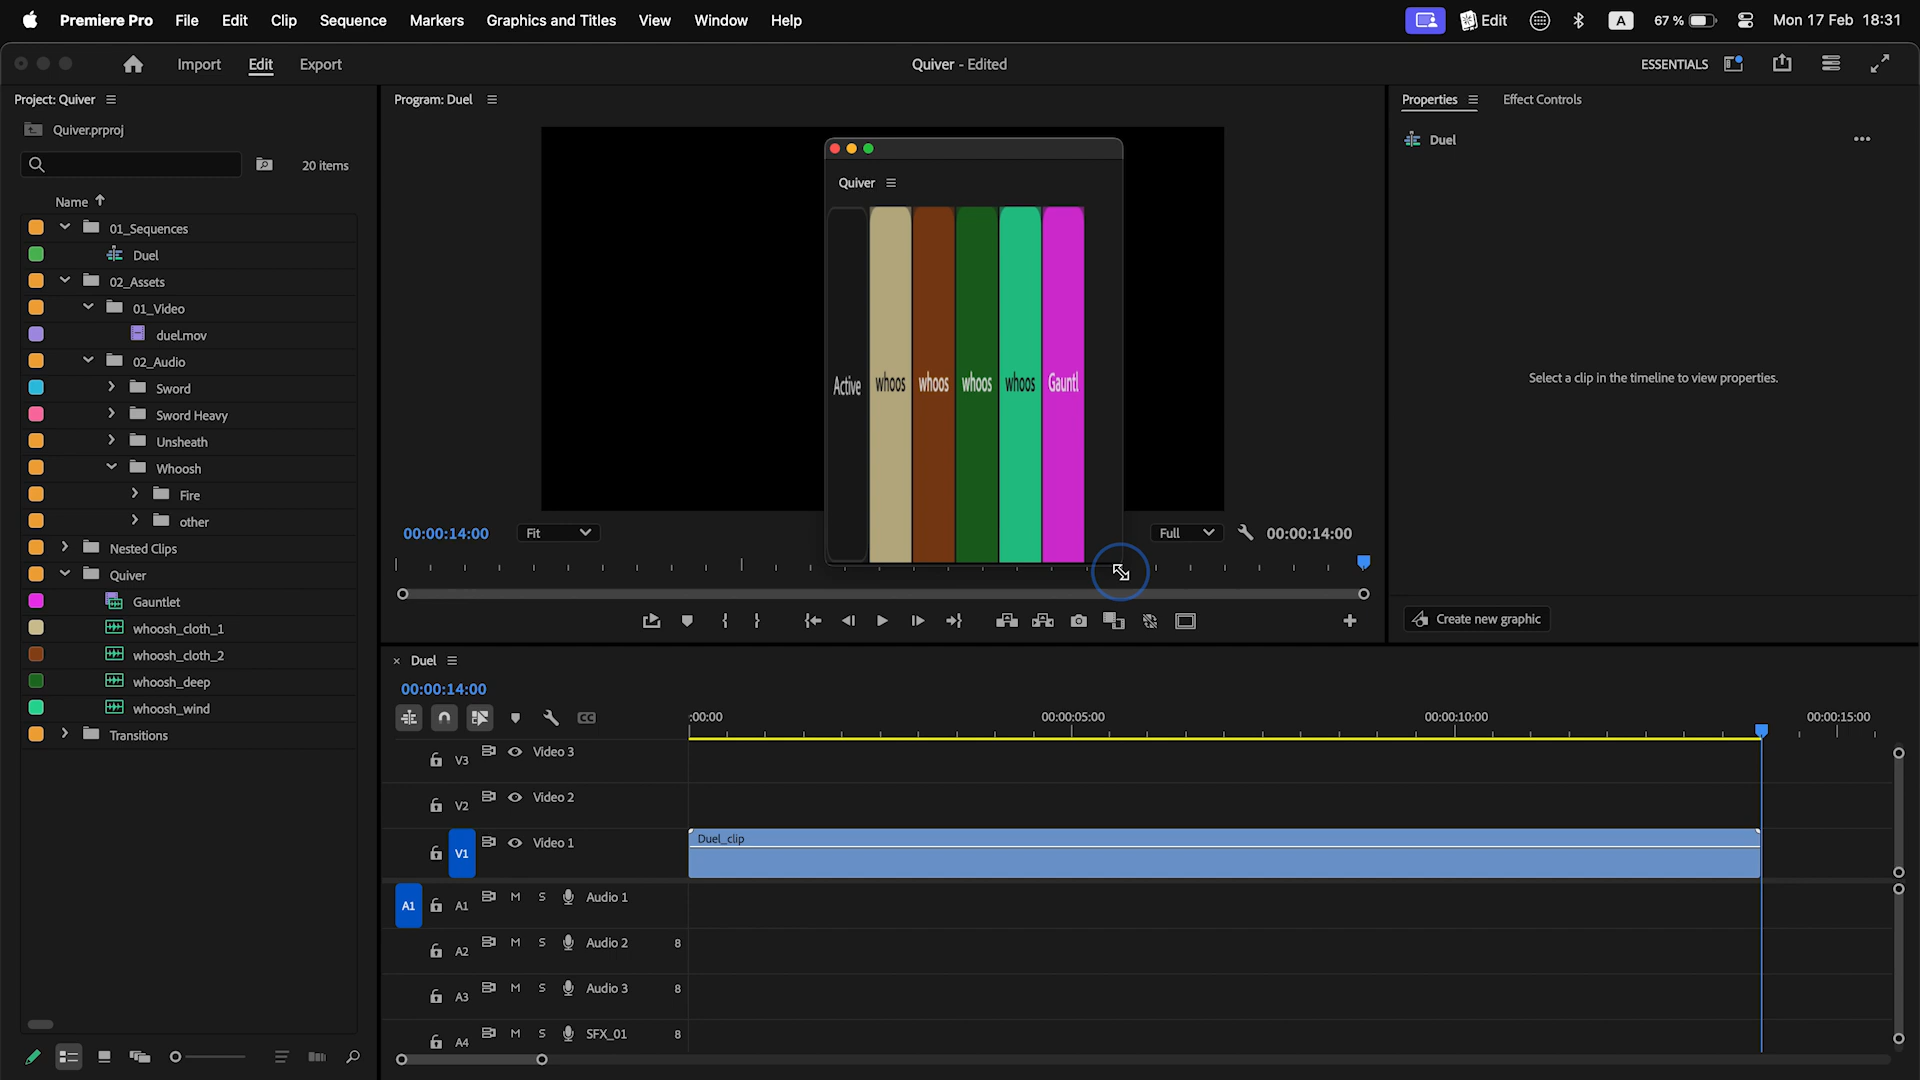 Premiere Pro File Edit Clip Sequence Markers Graphics and Titles View Window Help
Edit A 67 % Mon 17 Feb 18:31
Import Edit Export
Quiver - Edited
ESSENTIALS
Project: Quiver
Quiver.prproj
20 items
Name
01_Sequences
Duel
02_Assets
01_Video
duel.mov
02_Audio
Sword
Sword Heavy
Unsheath
Whoosh
Fire
other
Nested Clips
Quiver
Gauntlet
whoosh_cloth_1
whoosh_cloth_2
whoosh_deep
whoosh_wind
Transitions
Program: Duel
Quiver
Active whoos whoos whoos whoos Gauntl
00:00:14:00 Fit Full 00:00:14:00
Properties Effect Controls
Duel
Select a clip in the timeline to view properties.
Create new graphic
Duel
00:00:14:00
CC
:00:00 00:00:05:00 00:00:10:00 00:00:15:00
V3 Video 3
V2 Video 2
V1 Video 1
Duel_clip
A1 A1 M S Audio 1
A2 M S Audio 2 8
A3 M S Audio 3 8
A4 M S SFX_01 8